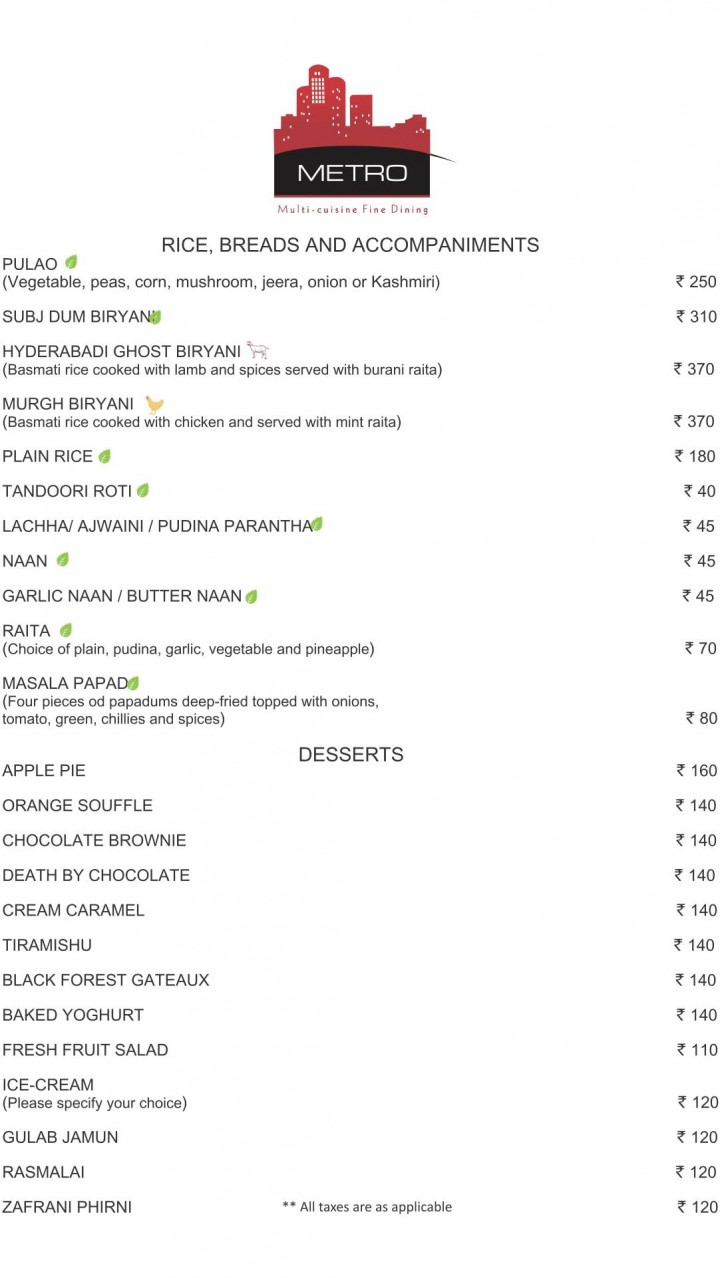 METRO
Multi-cuisine Fine Dining
RICE, BREADS AND ACCOMPANIMENTS
PULAO
(Vegetable, peas, corn, mushroom, jeera, onion or Kashmiri) ₹ 250
SUBJ DUM BIRYANI ₹ 310
HYDERABADI GHOST BIRYANI
(Basmati rice cooked with lamb and spices served with burani raita) ₹ 370
MURGH BIRYANI
(Basmati rice cooked with chicken and served with mint raita) ₹ 370
PLAIN RICE ₹ 180
TANDOORI ROTI ₹ 40
LACHHA/ AJWAINI / PUDINA PARANTHA ₹ 45
NAAN ₹ 45
GARLIC NAAN / BUTTER NAAN ₹ 45
RAITA
(Choice of plain, pudina, garlic, vegetable and pineapple) ₹ 70
MASALA PAPAD
(Four pieces od papadums deep-fried topped with onions,
tomato, green, chillies and spices) ₹ 80
DESSERTS
APPLE PIE ₹ 160
ORANGE SOUFFLE ₹ 140
CHOCOLATE BROWNIE ₹ 140
DEATH BY CHOCOLATE ₹ 140
CREAM CARAMEL ₹ 140
TIRAMISHU ₹ 140
BLACK FOREST GATEAUX ₹ 140
BAKED YOGHURT ₹ 140
FRESH FRUIT SALAD ₹ 110
ICE-CREAM
(Please specify your choice) ₹ 120
GULAB JAMUN ₹ 120
RASMALAI ₹ 120
ZAFRANI PHIRNI ** All taxes are as applicable ₹ 120